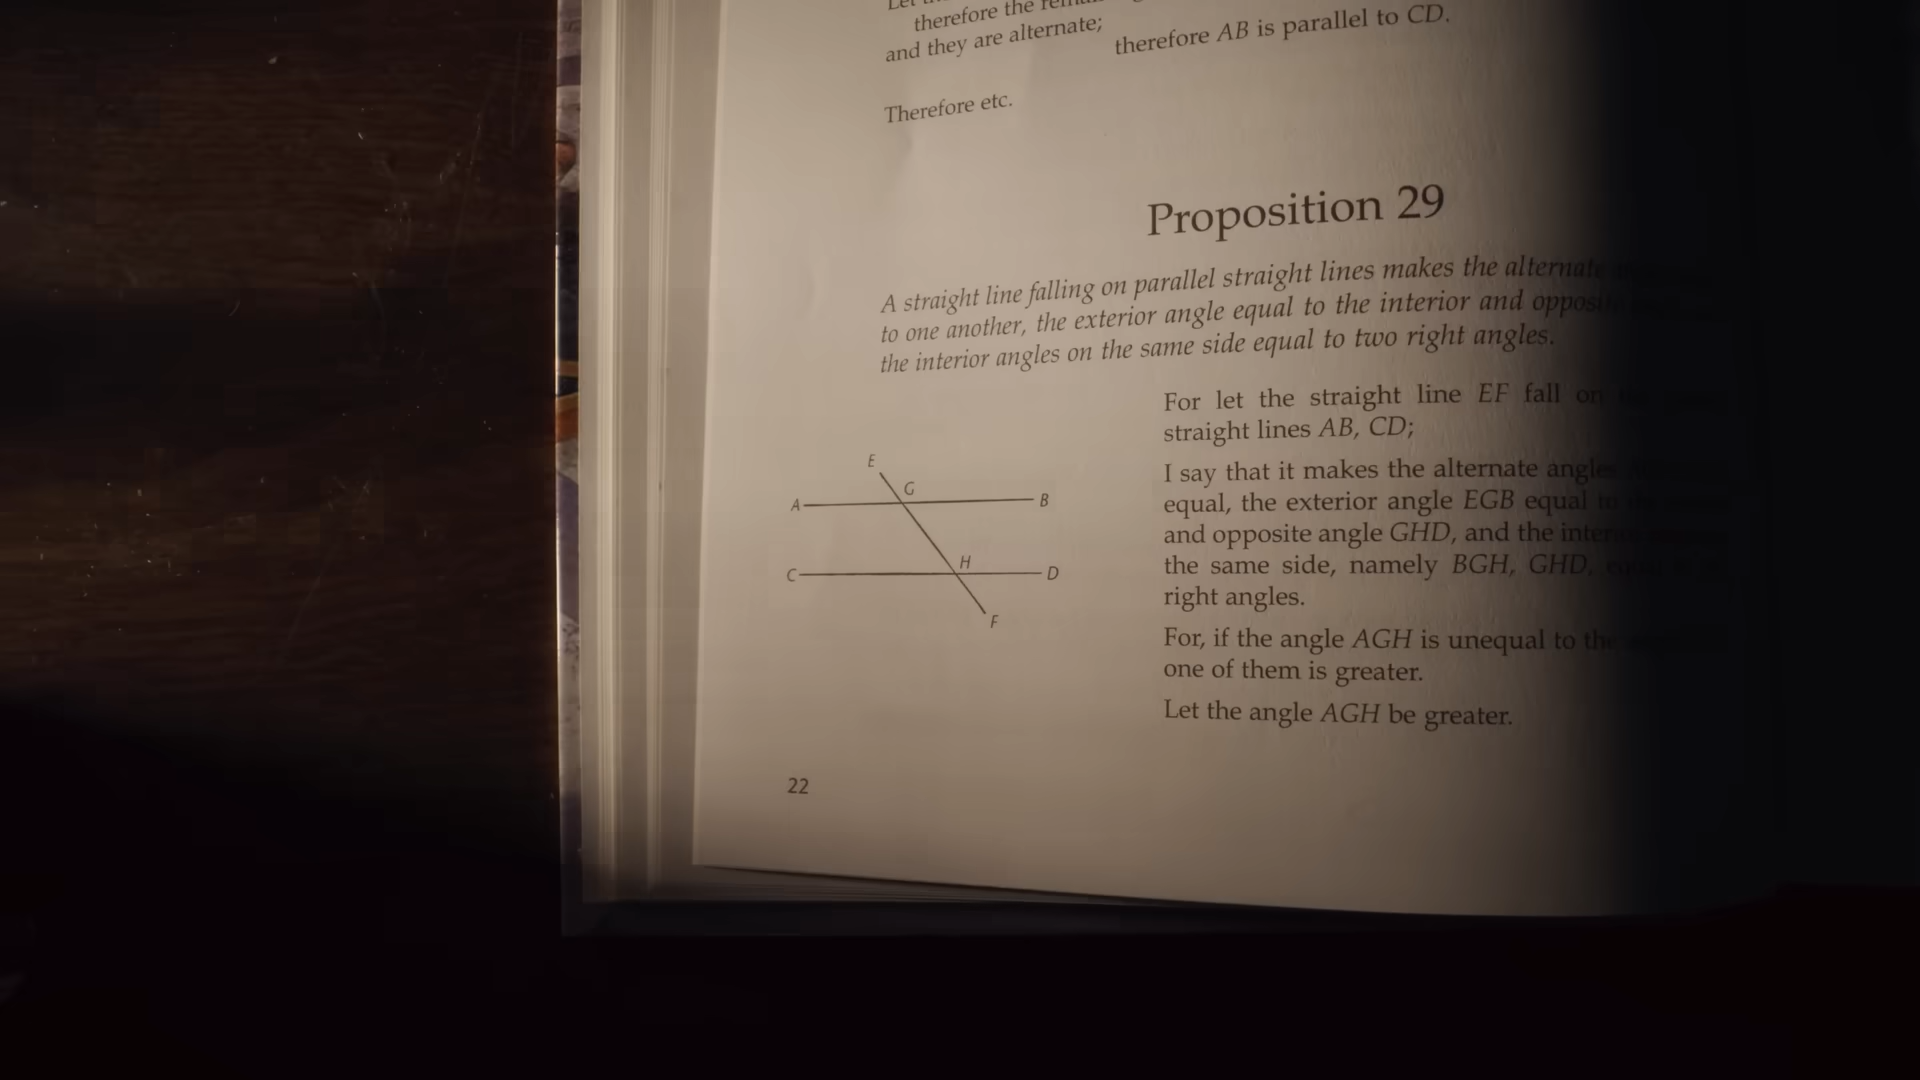 therefore the
and they are alternate;
therefore AB is parallel to CD.
Therefore etc.
Proposition 29
A straight line falling on parallel straight lines makes the alternate
to one another, the exterior angle equal to the interior and
the interior angles on the same side equal to two right angles.
For let the straight line EF fall on
straight lines AB, CD;
I say that it makes the alternate
equal, the exterior angle EGB equal to
and opposite angle GHD, and the
the same side, namely BGH, GHD,
right angles.
For, if the angle AGH is unequal to the
one of them is greater.
Let the angle AGH be greater.
E
G
A
B
H
C
D
F
22